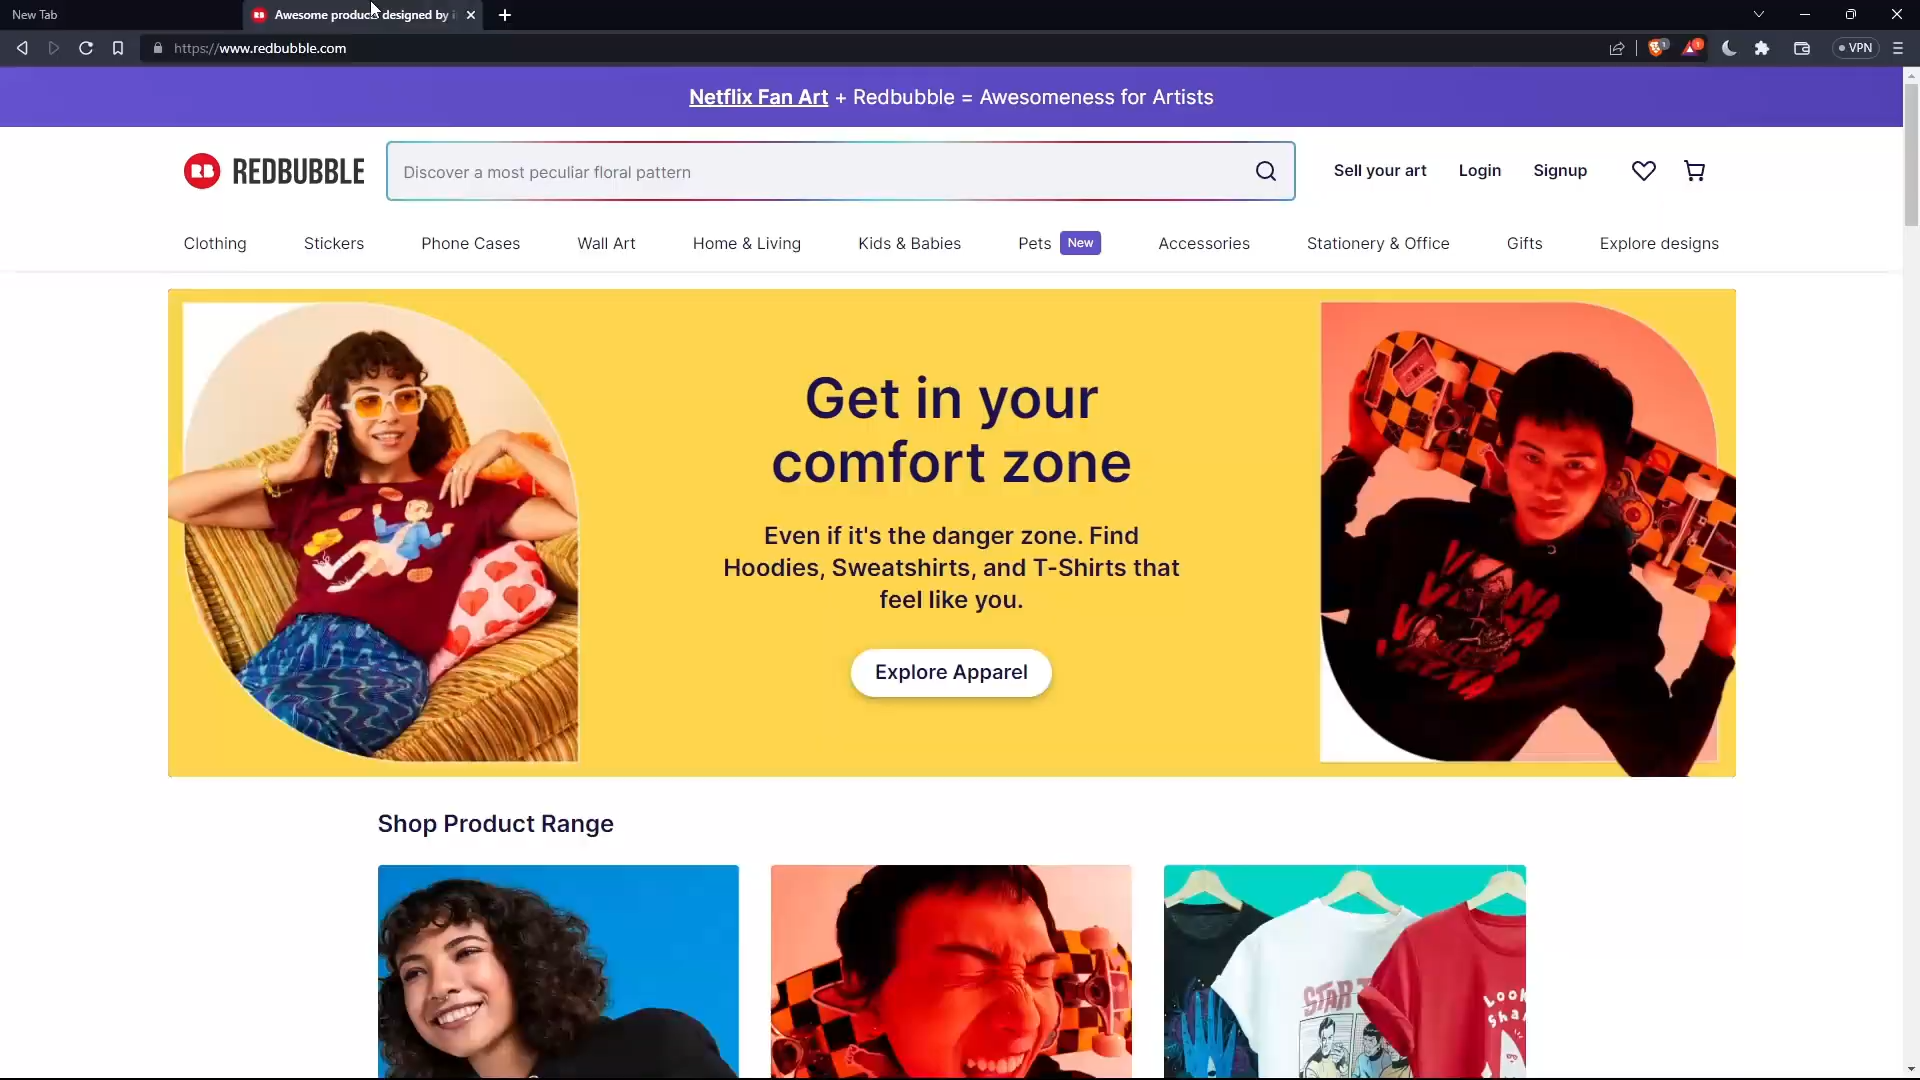 New Tab
Awesome products designed by
https://www.redbubble.com
1
1
VPN
Netflix Fan Art + Redbubble = Awesomeness for Artists
RB REDBUBBLE
Discover a most peculiar floral pattern
Sell your art
Login
Signup
Clothing
Stickers
Phone Cases
Wall Art
Home & Living
Kids & Babies
Pets New
Accessories
Stationery & Office
Gifts
Explore designs
Get in your
comfort zone
Even if it's the danger zone. Find
Hoodies, Sweatshirts, and T-Shirts that
feel like you.
Explore Apparel
Shop Product Range